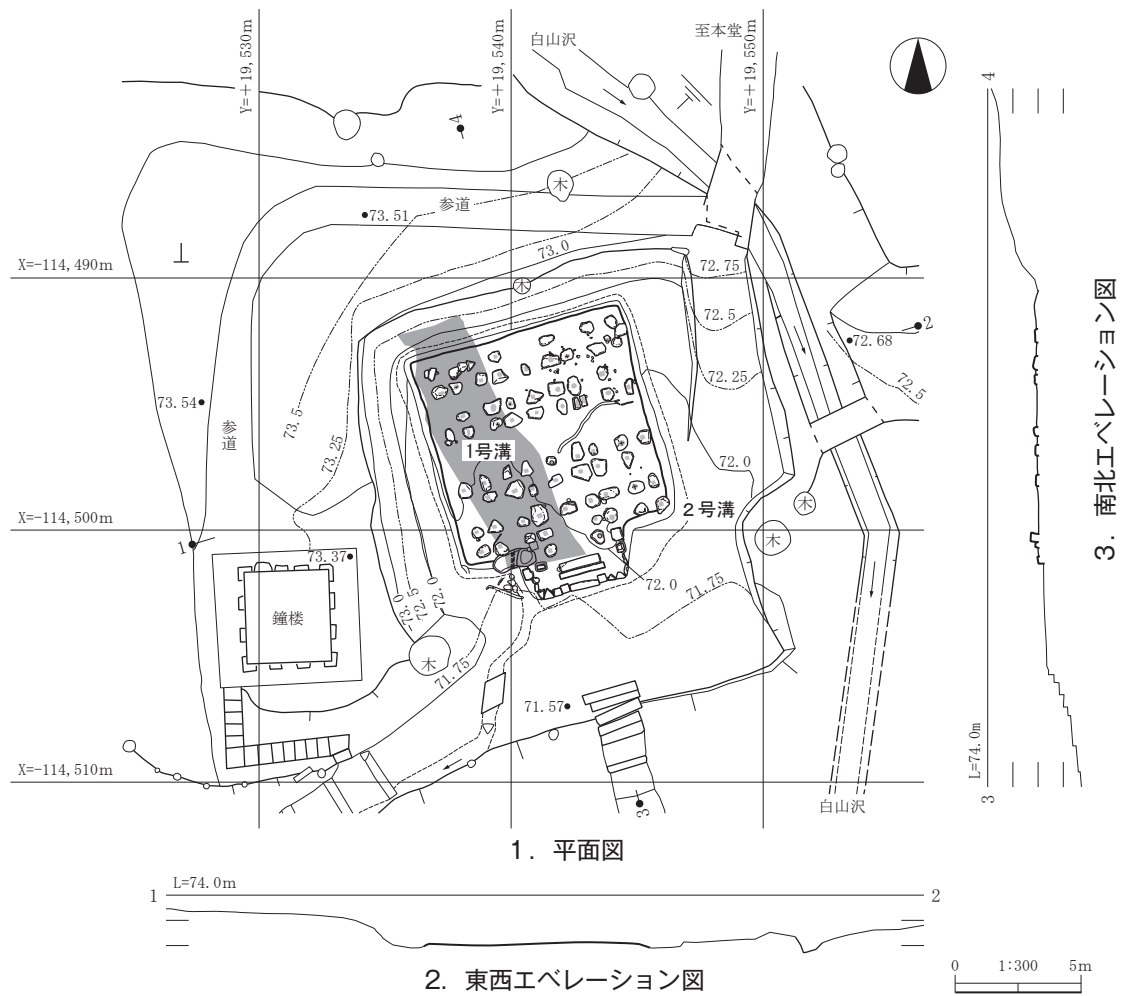 Y=+19,530m
Y=+19,540m
Y=+19,550m
白山沢
至本堂
4
4
木
参道
73.51
73.0
X=-114,490m
72.75
木
72.5
2
72.68
72.25
72.5
73.54
参道
73.5
73.25
1号溝
72.0
2号溝
木
X=-114,500m
木
1
73.37
72.0
71.75
鐘楼
73.0
72.5
72.0
木
71.75
71.57
L=74.0m
X=-114,510m
3
3
白山沢
3. 南北エベレーション図
1. 平面図
1
L=74.0m
2
2. 東西エベレーション図
0
1:300
5m